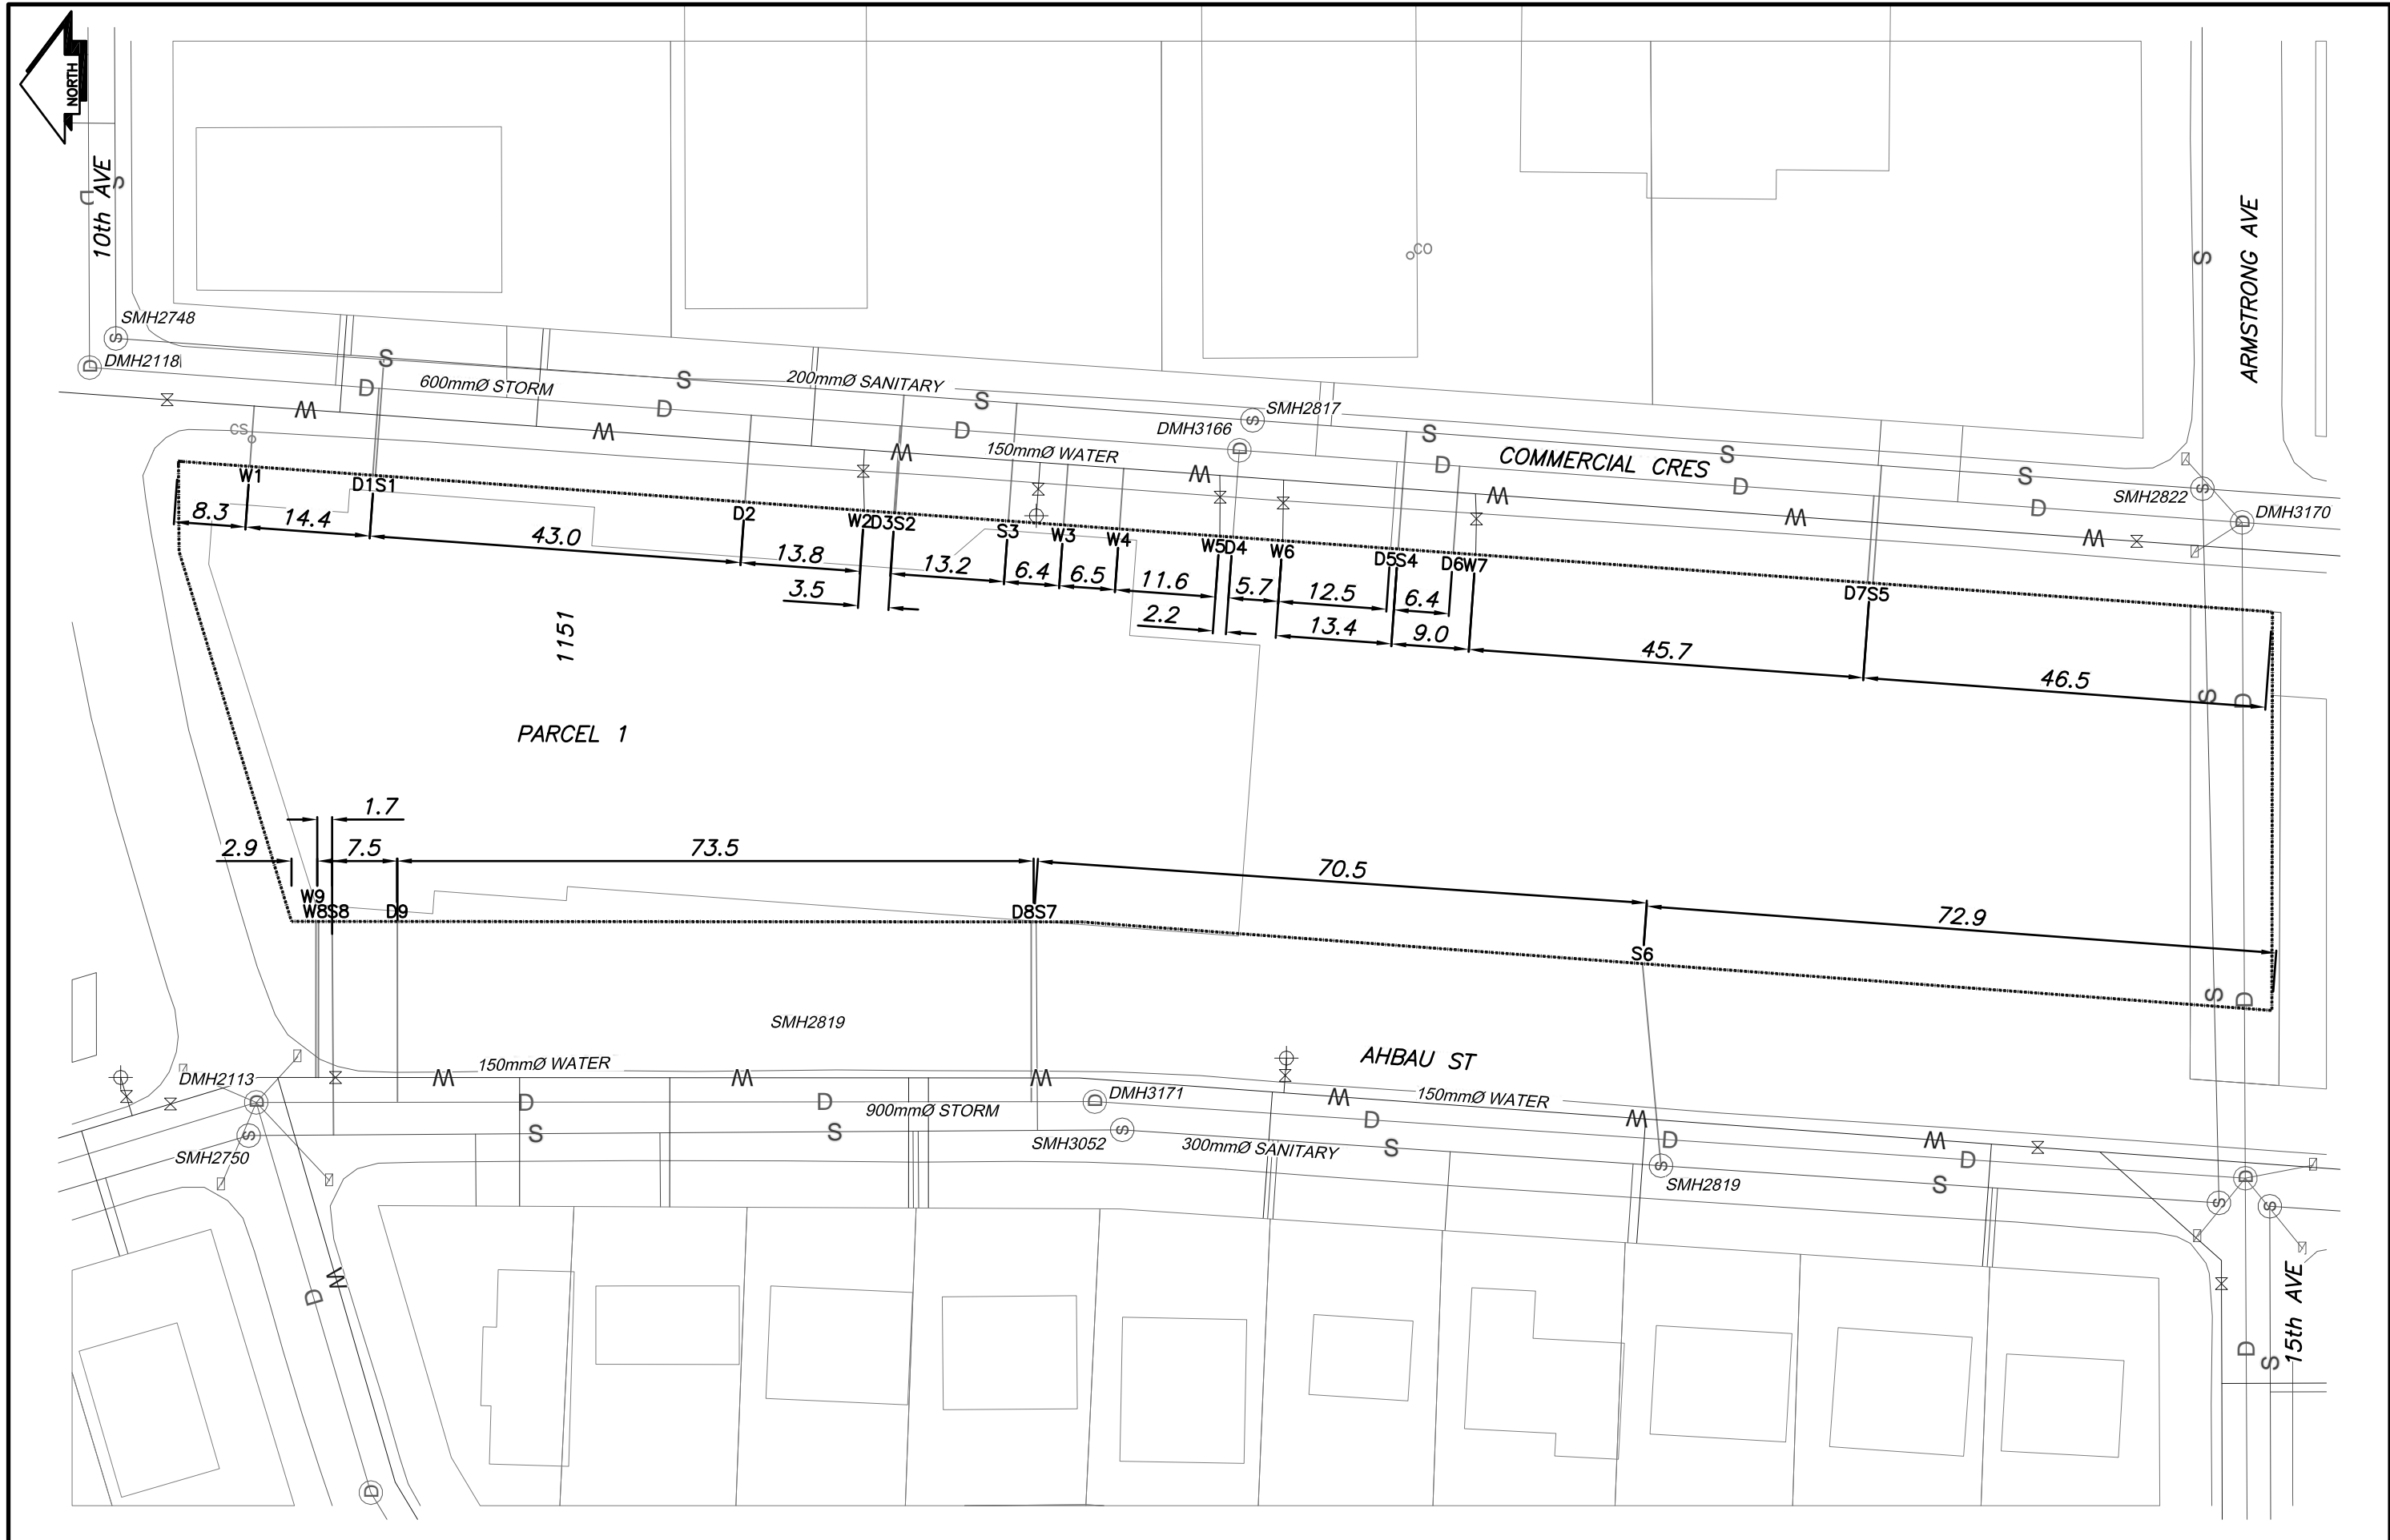 NORTH
10th AVE
D
S
ARMSTRONG AVE
S
CO
SMH2748
S
DMH2118
D
S
D
600mmØ STORM
S
D
200mmØ SANITARY
S
D
SMH2817
S
DMH3166
D
W
CS
W
W
150mmØ WATER
W
S
D
COMMERCIAL CRES
S
D
W
S
D
W
W
SMH2822
S
DMH3170
D
W1
D1S1
D2
W2D3S2
S3
W3
W4
W5D4
W6
D5S4
D6W7
D7S5
8.3
14.4
43.0
13.8
3.5
13.2
6.4
6.5
11.6
2.2
5.7
12.5
13.4
6.4
9.0
45.7
46.5
1151
PARCEL 1
S
D
1.7
2.9
7.5
73.5
70.5
72.9
W9
W8S8
D9
D8S7
S6
S
D
SMH2819
AHBAU ST
150mmØ WATER
W
W
W
DMH2113
D
D
D
900mmØ STORM
D
DMH3171
W
150mmØ WATER
W
W
S
SMH2750
S
S
SMH3052
S
300mmØ SANITARY
D
S
D
S
SMH2819
D
S
S
D
S
W
D
D
15th AVE
D
S